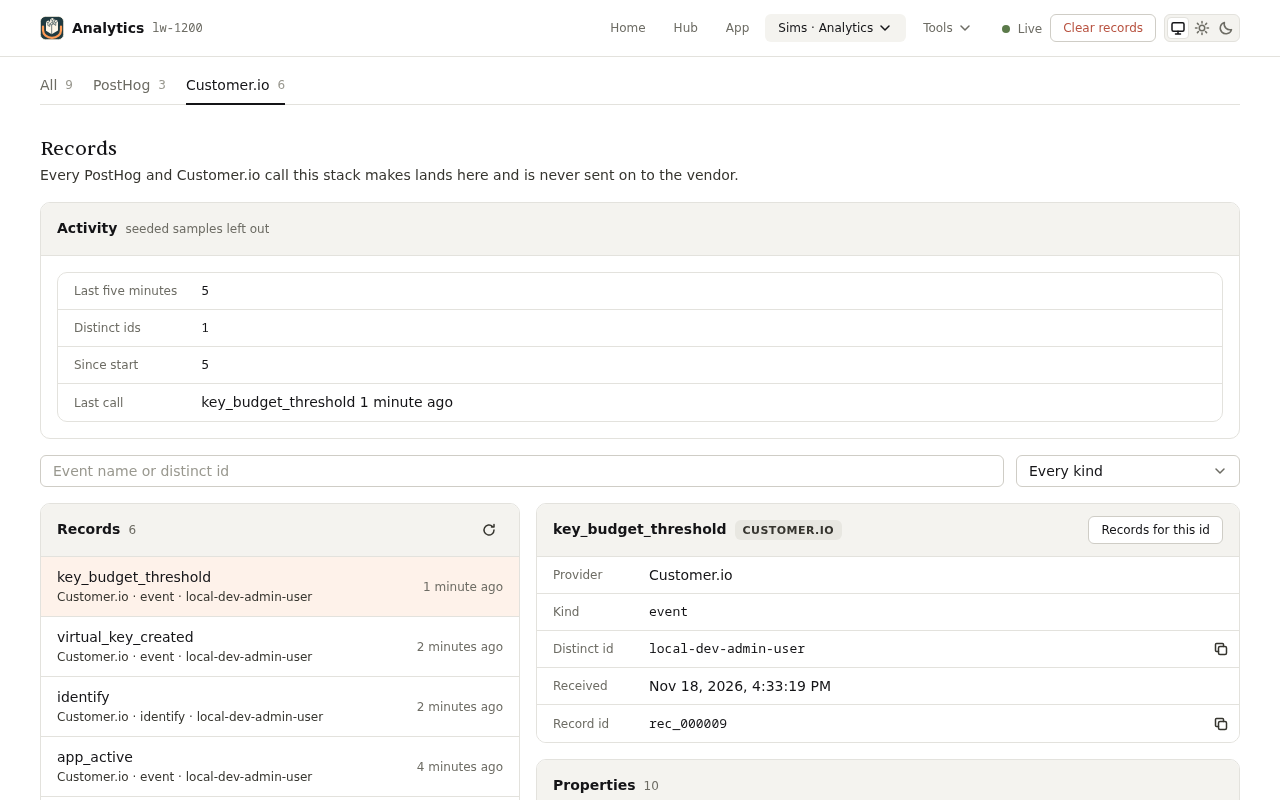 Analytics lw-1200
Home Hub App Sims · Analytics Tools Live Clear records
All 9 PostHog 3 Customer.io 6
Records
Every PostHog and Customer.io call this stack makes lands here and is never sent on to the vendor.
Activity seeded samples left out
Last five minutes 5
Distinct ids 1
Since start 5
Last call key_budget_threshold 1 minute ago
Event name or distinct id
Every kind
Records 6
key_budget_threshold
Customer.io · event · local-dev-admin-user
1 minute ago
virtual_key_created
Customer.io · event · local-dev-admin-user
2 minutes ago
identify
Customer.io · identify · local-dev-admin-user
2 minutes ago
app_active
Customer.io · event · local-dev-admin-user
4 minutes ago
key_budget_threshold CUSTOMER.IO Records for this id
Provider Customer.io
Kind event
Distinct id local-dev-admin-user
Received Nov 18, 2026, 4:33:19 PM
Record id rec_000009
Properties 10